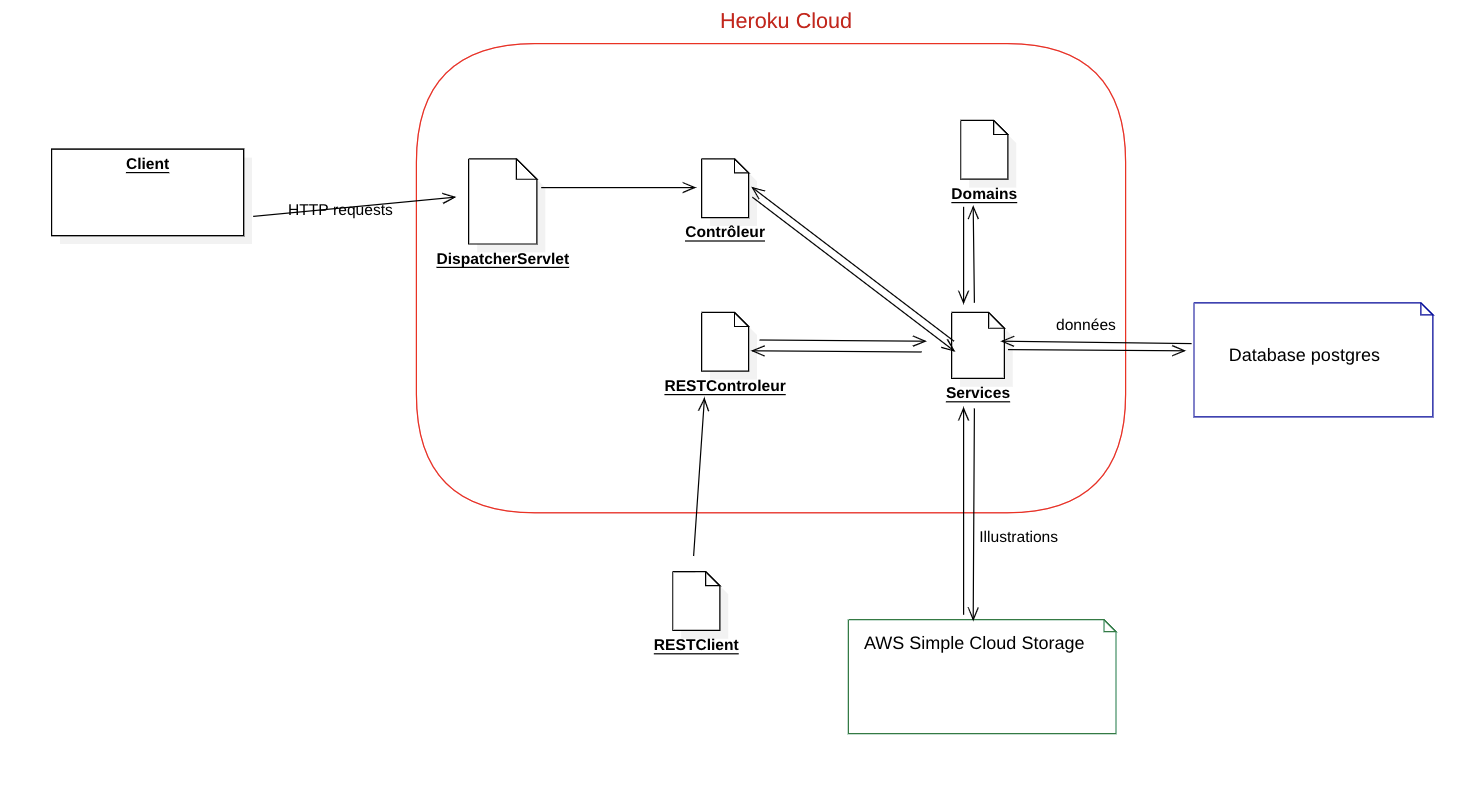 Heroku Cloud
Client
HTTP requests
DispatcherServlet
Contrôleur
Domains
RESTControleur
Services
données
Database postgres
Illustrations
RESTClient
AWS Simple Cloud Storage